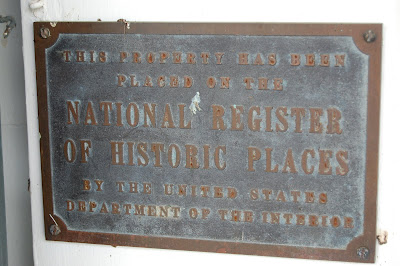 THIS PROPERTY HAS BEEN
PLACED ON THE
NATIONAL REGISTER
OF HISTORIC PLACES
BY THE UNITED STATES
DEPARTMENT OF THE INTERIOR